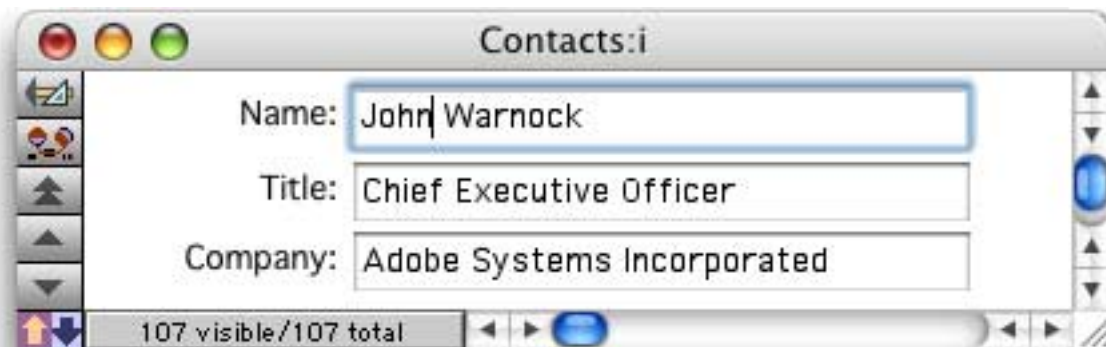 Contacts:i
Name: John Warnock
Title: Chief Executive Officer
Company: Adobe Systems Incorporated
107 visible/107 total